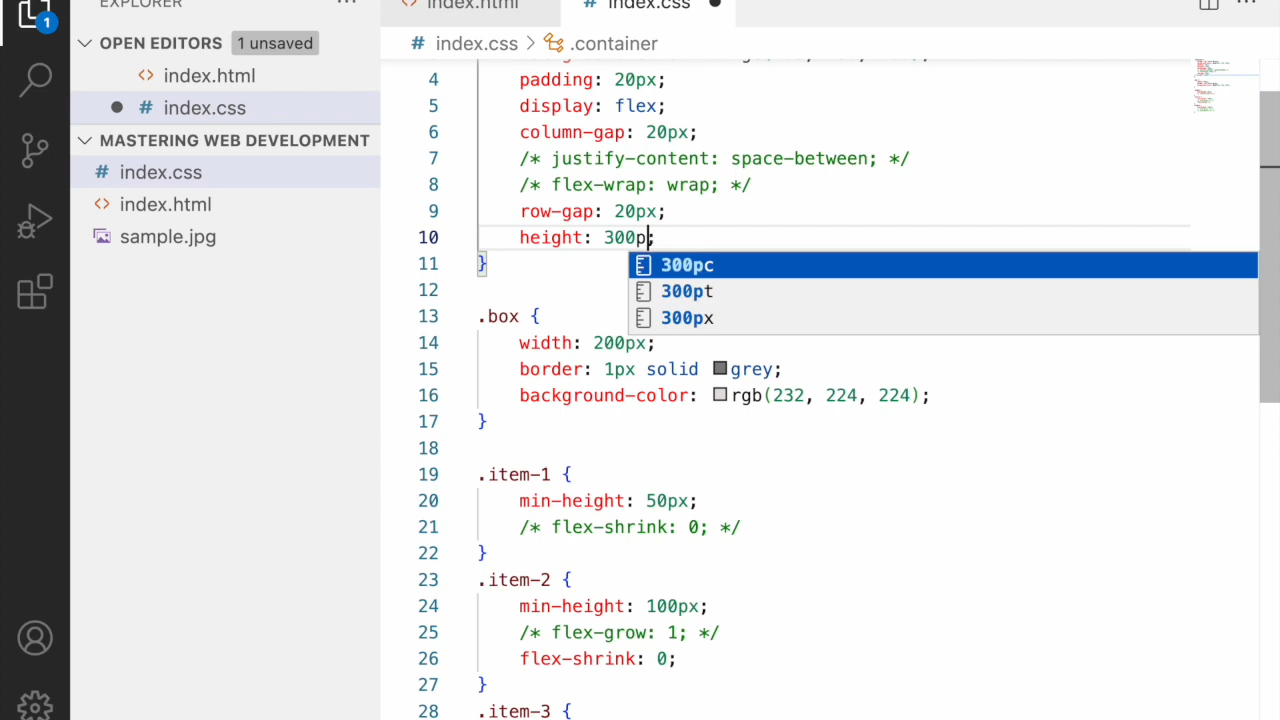 EXPLORER
index.html
# index.css
1
OPEN EDITORS 1 unsaved
# index.css > .container
index.html
# index.css
MASTERING WEB DEVELOPMENT
# index.css
index.html
sample.jpg
4 padding: 20px;
5 display: flex;
6 column-gap: 20px;
7 /* justify-content: space-between; */
8 /* flex-wrap: wrap; */
9 row-gap: 20px;
10 height: 300p;
11 }
300pc
300pt
300px
12
13 .box {
14 width: 200px;
15 border: 1px solid grey;
16 background-color: rgb(232, 224, 224);
17 }
18
19 .item-1 {
20 min-height: 50px;
21 /* flex-shrink: 0; */
22 }
23 .item-2 {
24 min-height: 100px;
25 /* flex-grow: 1; */
26 flex-shrink: 0;
27 }
28 .item-3 {